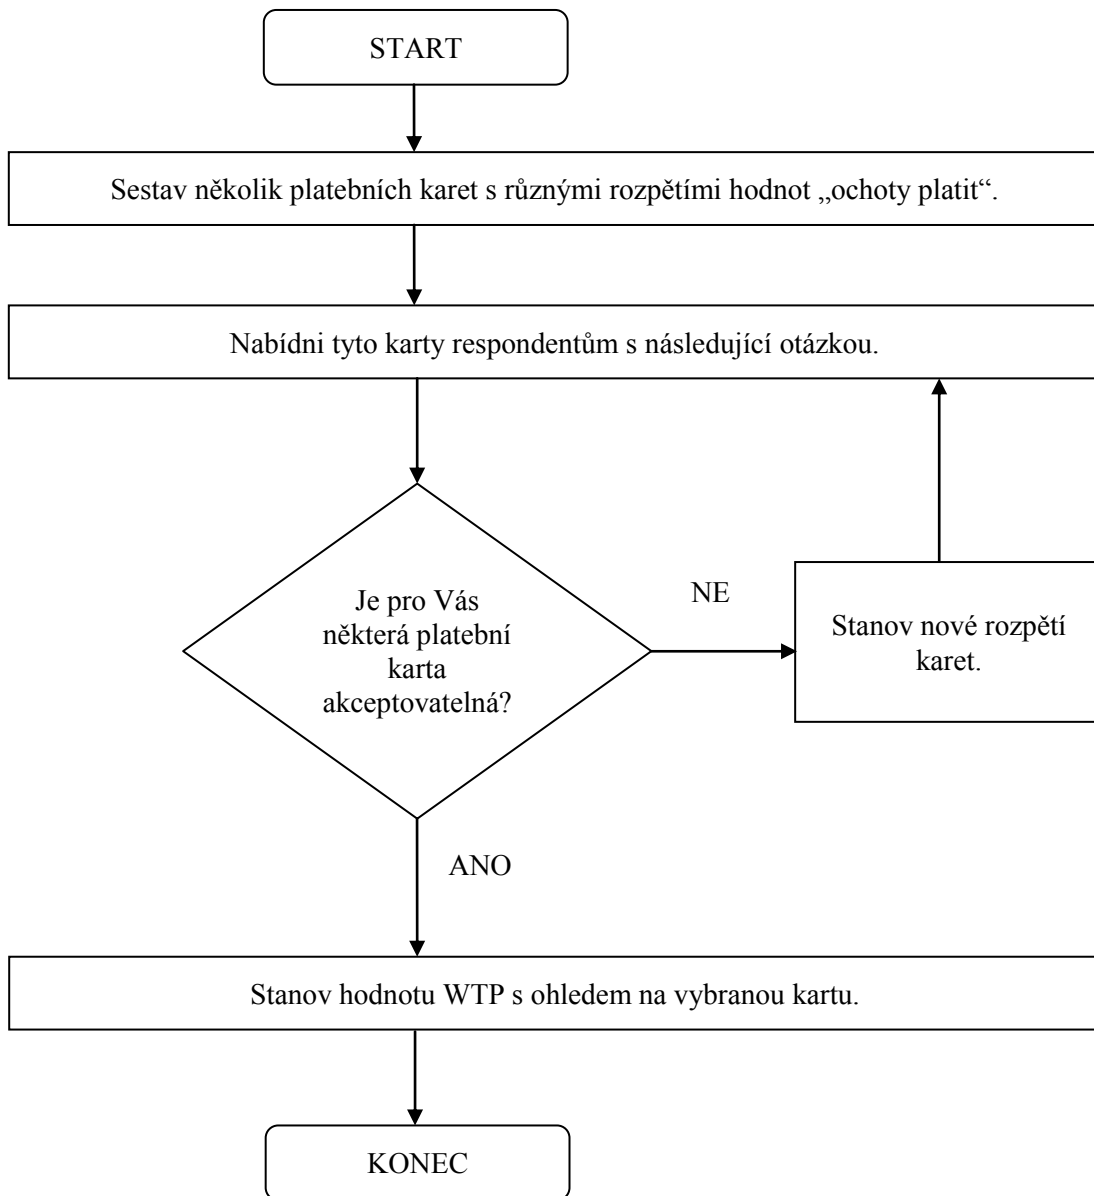 START
Sestav několik platebních karet s různými rozpětími hodnot „ochoty platit“.
Nabídni tyto karty respondentům s následující otázkou.
Je pro Vás
některá platební
karta
akceptovatelná?
NE
Stanov nové rozpětí
karet.
ANO
Stanov hodnotu WTP s ohledem na vybranou kartu.
KONEC